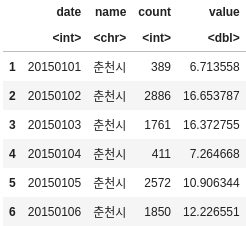 date name count value
<int> <chr> <int> <dbl>
1 20150101 춘천시 389 6.713558
2 20150102 춘천시 2886 16.653787
3 20150103 춘천시 1761 16.372755
4 20150104 춘천시 411 7.264668
5 20150105 춘천시 2572 10.906344
6 20150106 춘천시 1850 12.226551